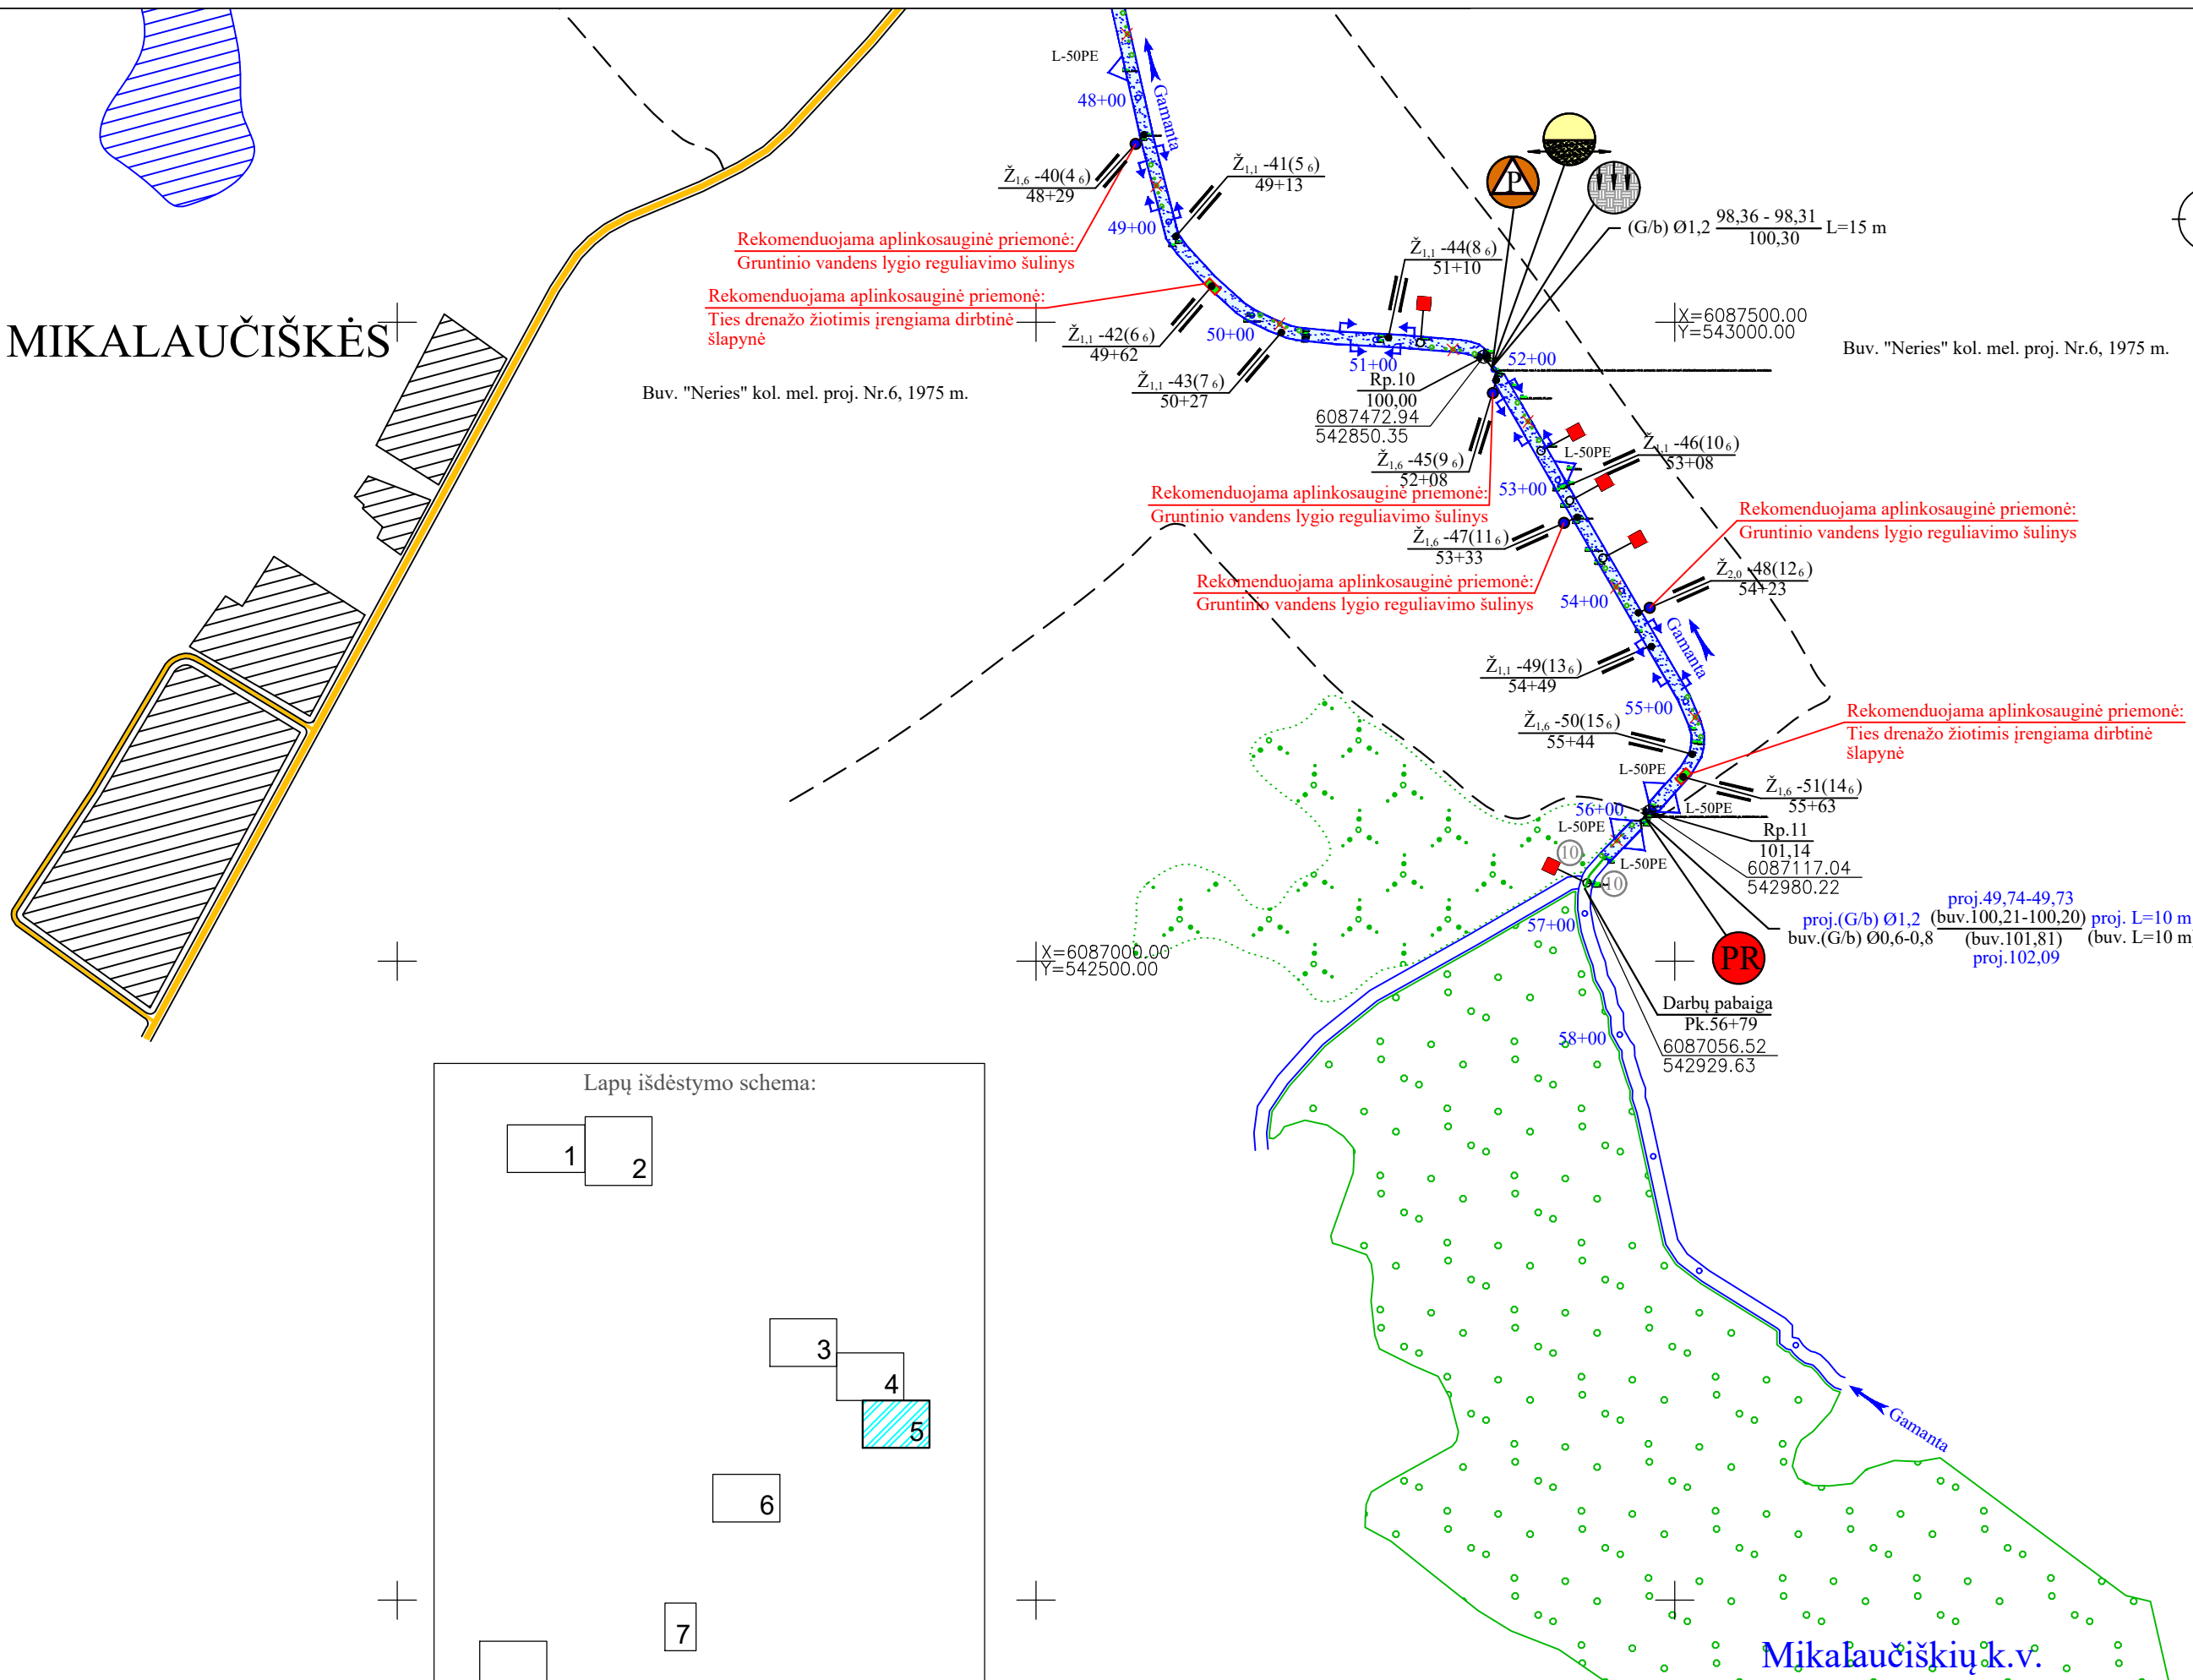 L-50PE
48+00
Gamanta
Ž1,6 -40(4 6)
48+29
Ž1,1 -41(5 6)
49+13
49+00
P
(G/b) Ø1,2 98,36 - 98,31 L=15 m
100,30
Rekomenduojama aplinkosauginė priemonė:
Gruntinio vandens lygio reguliavimo šulinys
Ž1,1 -44(8 6)
51+10
Rekomenduojama aplinkosauginė priemonė:
Ties drenažo žiotimis įrengiama dirbtinė
šlapynė
MIKALAUČIŠKĖS
X=6087500.00
Y=543000.00
Ž1,1 -42(6 6)
49+62
50+00
51+00
52+00
Buv. "Neries" kol. mel. proj. Nr.6, 1975 m.
Buv. "Neries" kol. mel. proj. Nr.6, 1975 m.
Ž1,1 -43(7 6)
50+27
Rp.10
100,00
6087472.94
542850.35
Ž1,6 -45(9 6)
52+08
L-50PE
Ž1,1 -46(10 6)
53+08
53+00
Rekomenduojama aplinkosauginė priemonė:
Gruntinio vandens lygio reguliavimo šulinys
Rekomenduojama aplinkosauginė priemonė:
Gruntinio vandens lygio reguliavimo šulinys
Ž1,6 -47(11 6)
53+33
Rekomenduojama aplinkosauginė priemonė:
Gruntinio vandens lygio reguliavimo šulinys
Ž2,0 -48(12 6)
54+23
54+00
Gamanta
Ž1,1 -49(13 6)
54+49
55+00
Ž1,6 -50(15 6)
55+44
Rekomenduojama aplinkosauginė priemonė:
Ties drenažo žiotimis įrengiama dirbtinė
šlapynė
L-50PE
Ž1,6 -51(14 6)
55+63
56+00
L-50PE
L-50PE
Rp.11
101,14
6087117.04
542980.22
10
L-50PE
10
proj.49,74-49,73
proj.(G/b) Ø1,2 (buv.100,21-100,20) proj. L=10 m
buv.(G/b) Ø0,6-0,8 (buv.101,81) (buv. L=10 m
proj.102,09
57+00
X=6087000.00
Y=542500.00
PR
Darbų pabaiga
Pk.56+79
6087056.52
542929.63
58+00
Lapų išdėstymo schema:
1
2
3
4
5
6
7
Gamanta
Mikalaučiškių k.v.